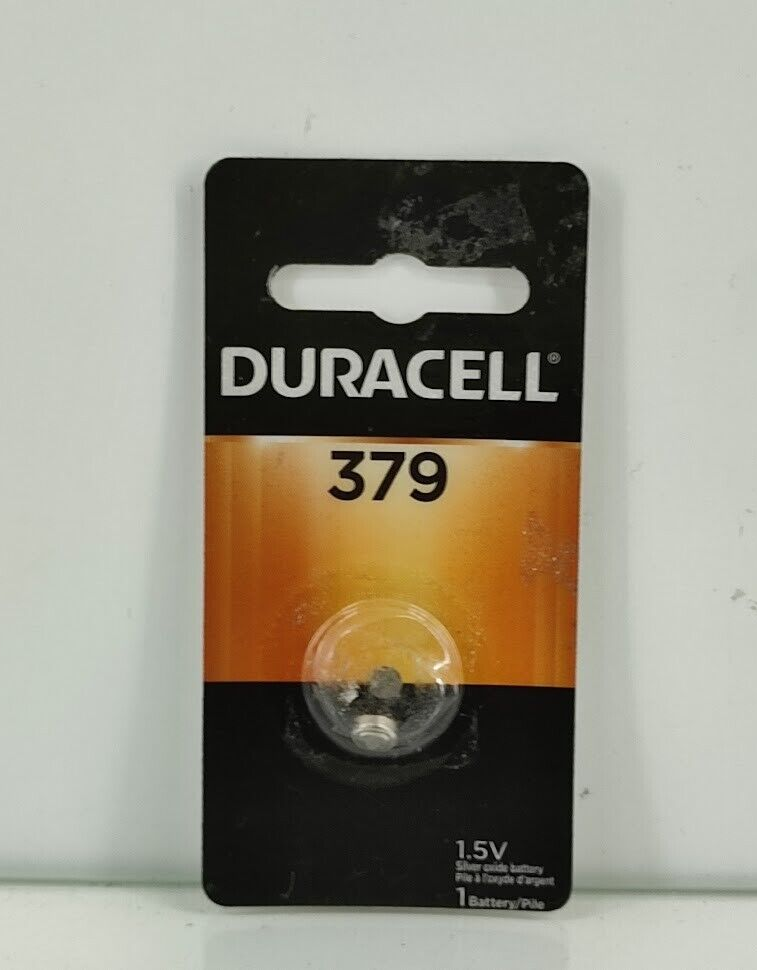 DURACELL®
379
1.5V
Silver oxide battery
Pile à l'oxyde d'argent
1 Battery/Pile